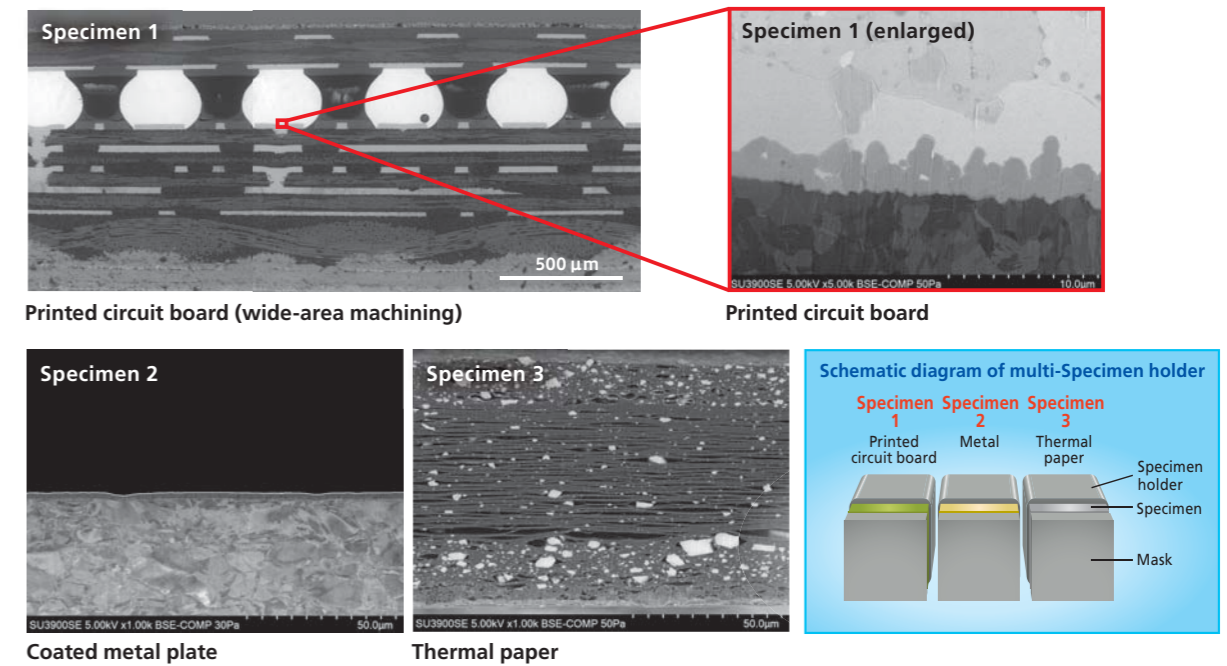 Specimen 1
500 μm
Specimen 1 (enlarged)
SU3900SE 5.00kV x5.00k BSE-COMP 50Pa
10.0μm
Printed circuit board (wide-area machining)
Printed circuit board
Specimen 2
SU3900SE 5.00kV x1.00k BSE-COMP 30Pa
50.0μm
Coated metal plate
Specimen 3
SU3900SE 5.00kV x1.00k BSE-COMP 50Pa
50.0μm
Thermal paper
Schematic diagram of multi-Specimen holder
Specimen
1
Printed
circuit board
Specimen
2
Metal
Specimen
3
Thermal
paper
Specimen
holder
Specimen
Mask